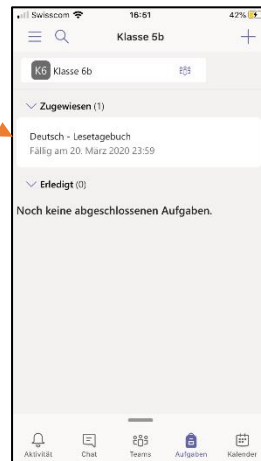 Swisscom 16:51 42%
Klasse 5b
K6 Klasse 6b
Zugewiesen (1)
Deutsch - Lesetagebuch
Fällig am 20. März 2020 23:59
Erledigt (0)
Noch keine abgeschlossenen Aufgaben.
Aktivität Chat Teams Aufgaben Kalender